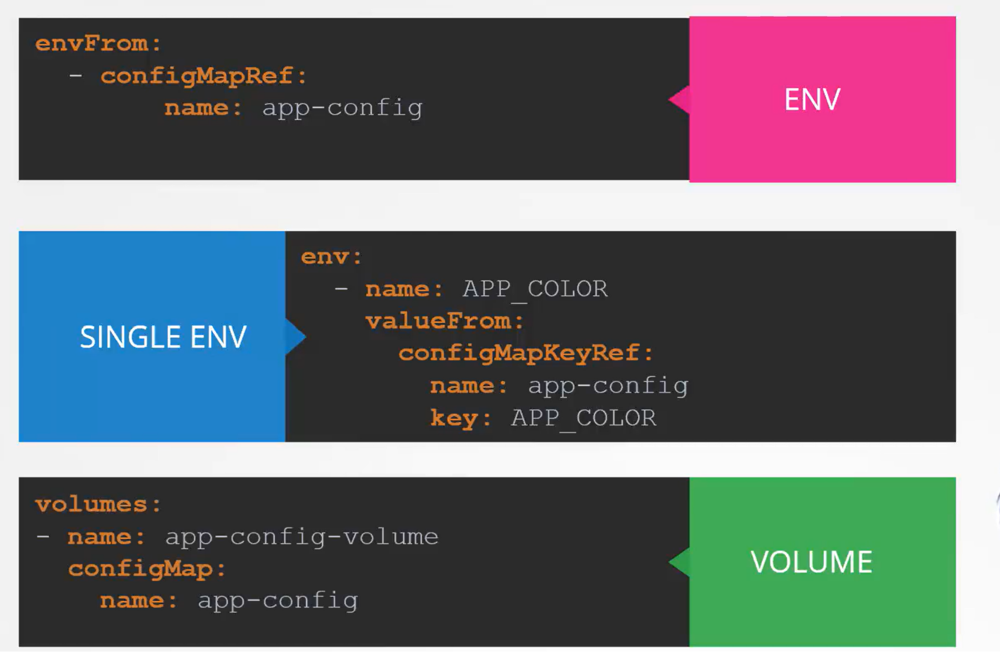 envFrom:
  - configMapRef:
        name: app-config
ENV
SINGLE ENV
env:
  - name: APP_COLOR
    valueFrom:
      configMapKeyRef:
        name: app-config
        key: APP_COLOR
volumes:
- name: app-config-volume
  configMap:
    name: app-config
VOLUME